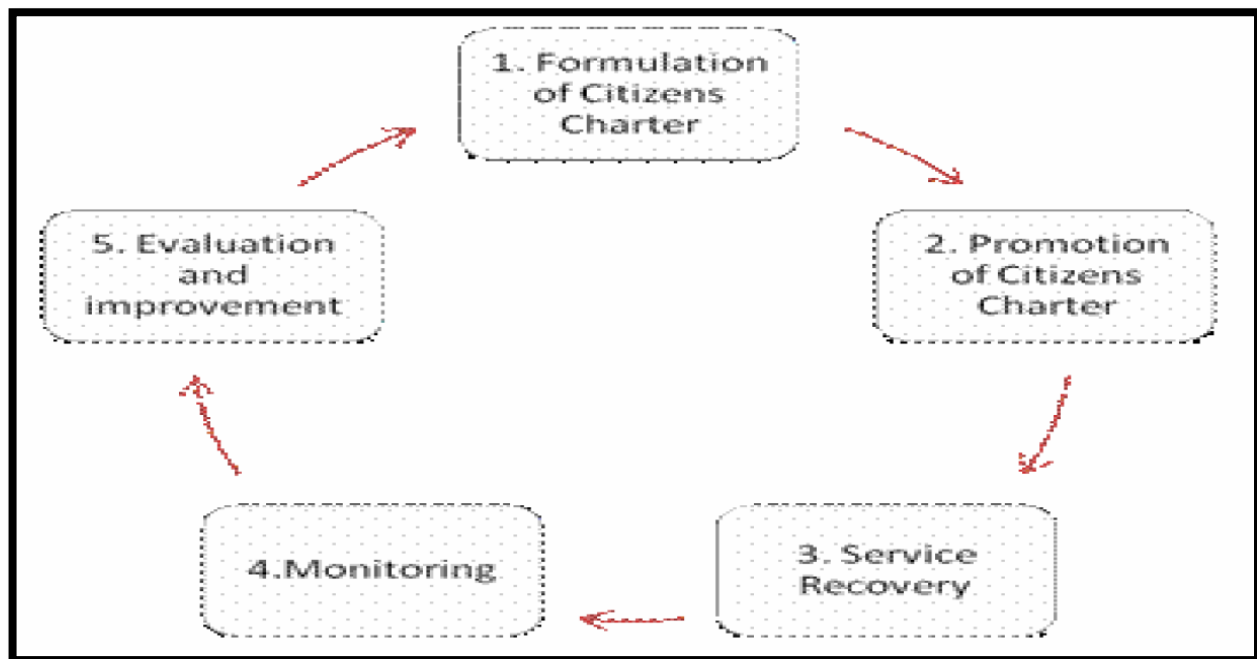 1. Formulation
of Citizens
Charter
2. Promotion
of Citizens
Charter
3. Service
Recovery
4.Monitoring
5. Evaluation
and
improvement